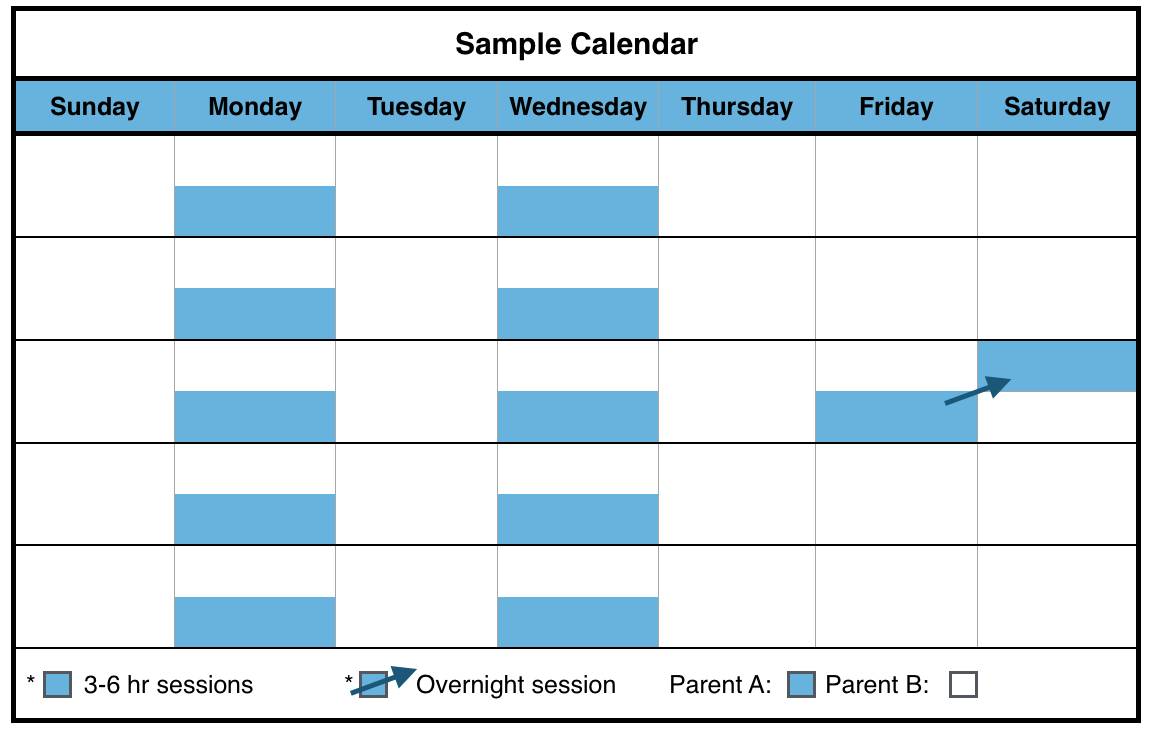 Sample Calendar
Sunday Monday Tuesday Wednesday Thursday Friday Saturday
* 3-6 hr sessions * Overnight session Parent A: Parent B: